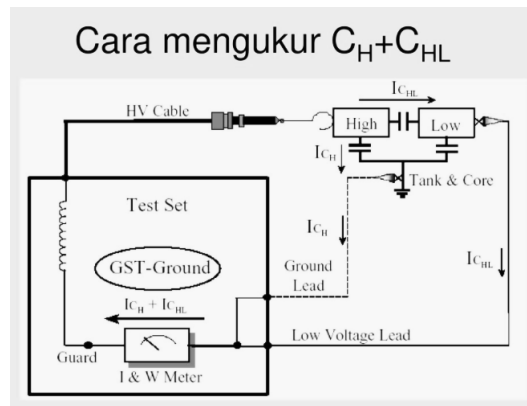 Cara mengukur CH+CHL
ICHL
HV Cable
High
Low
ICH
Tank & Core
Test Set
ICH
ICHL
GST-Ground
Ground
Lead
ICH + ICHL
Low Voltage Lead
Guard
I & W Meter